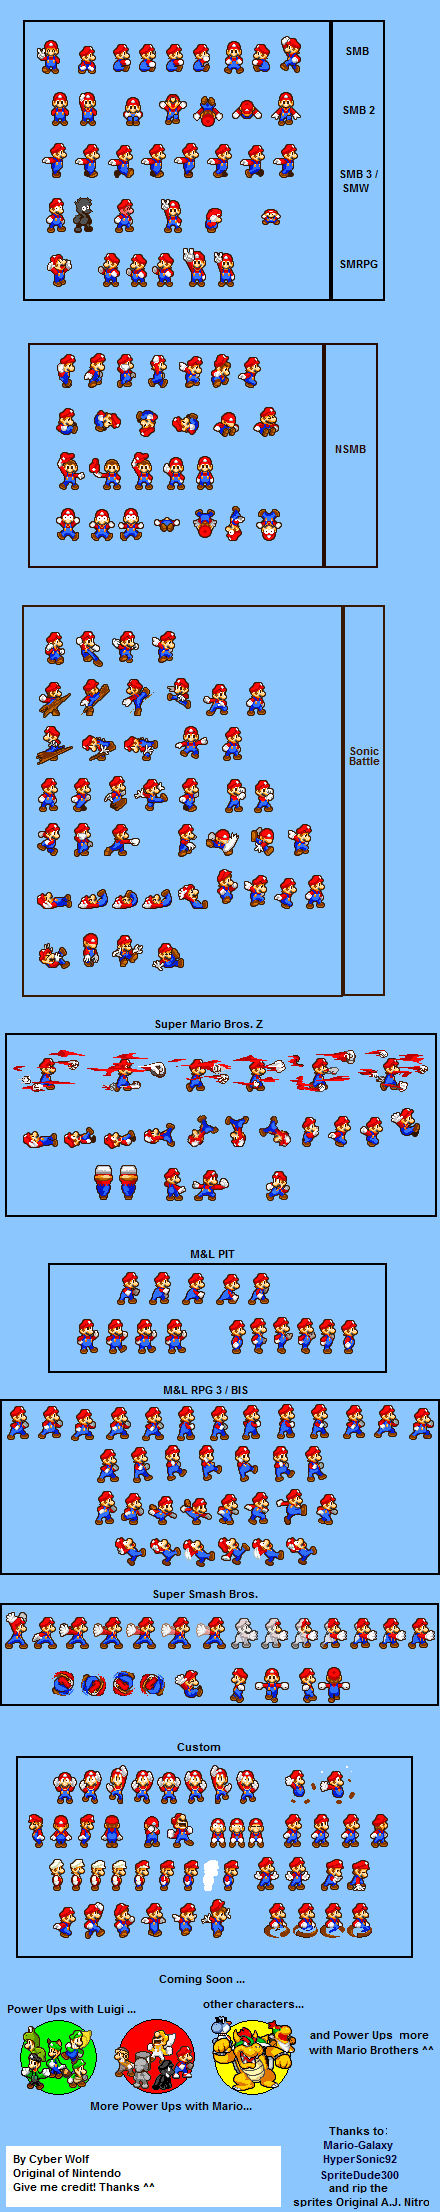 SMB
SMB 2
SMB 3 /
SMW
SMRPG
NSMB
Sonic
Battle
Super Mario Bros. Z
M&L PIT
M&L RPG 3 / BIS
Super Smash Bros.
Custom
Coming Soon ...
Power Ups with Luigi ...
other characters...
and Power Ups more
with Mario Brothers ^^
More Power Ups with Mario...
Thanks to:
Mario-Galaxy
HyperSonic92
SpriteDude300
and rip the
sprites Original A.J. Nitro
By Cyber Wolf
Original of Nintendo
Give me credit! Thanks ^^